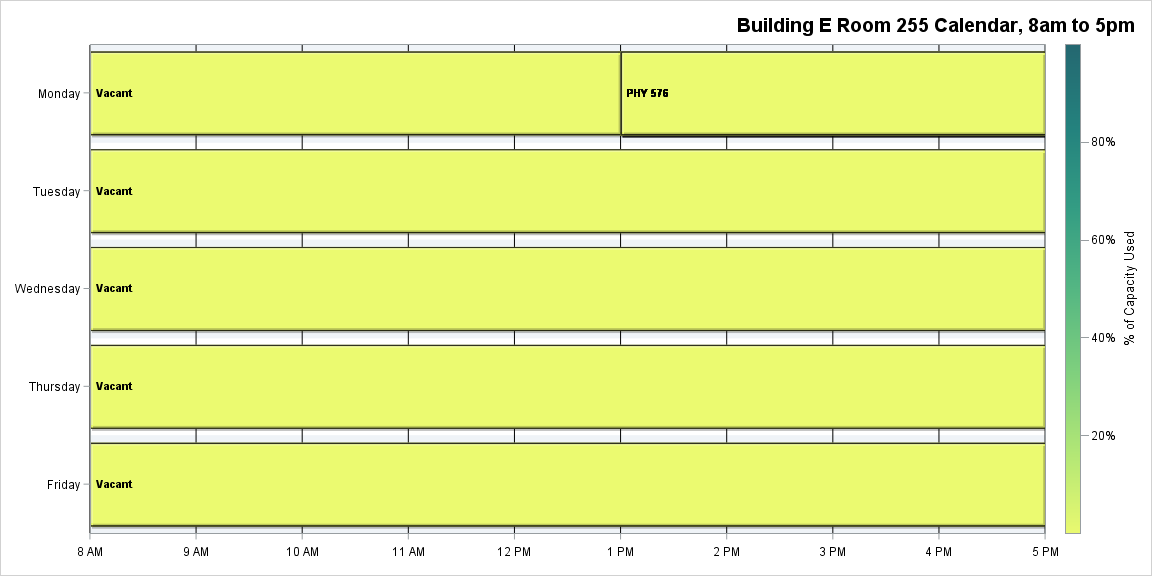 Building E Room 255 Calendar, 8am to 5pm
Monday
Vacant
PHY 576
Tuesday
Vacant
Wednesday
Vacant
Thursday
Vacant
Friday
Vacant
8 AM
9 AM
10 AM
11 AM
12 PM
1 PM
2 PM
3 PM
4 PM
5 PM
80%
60%
40%
20%
% of Capacity Used